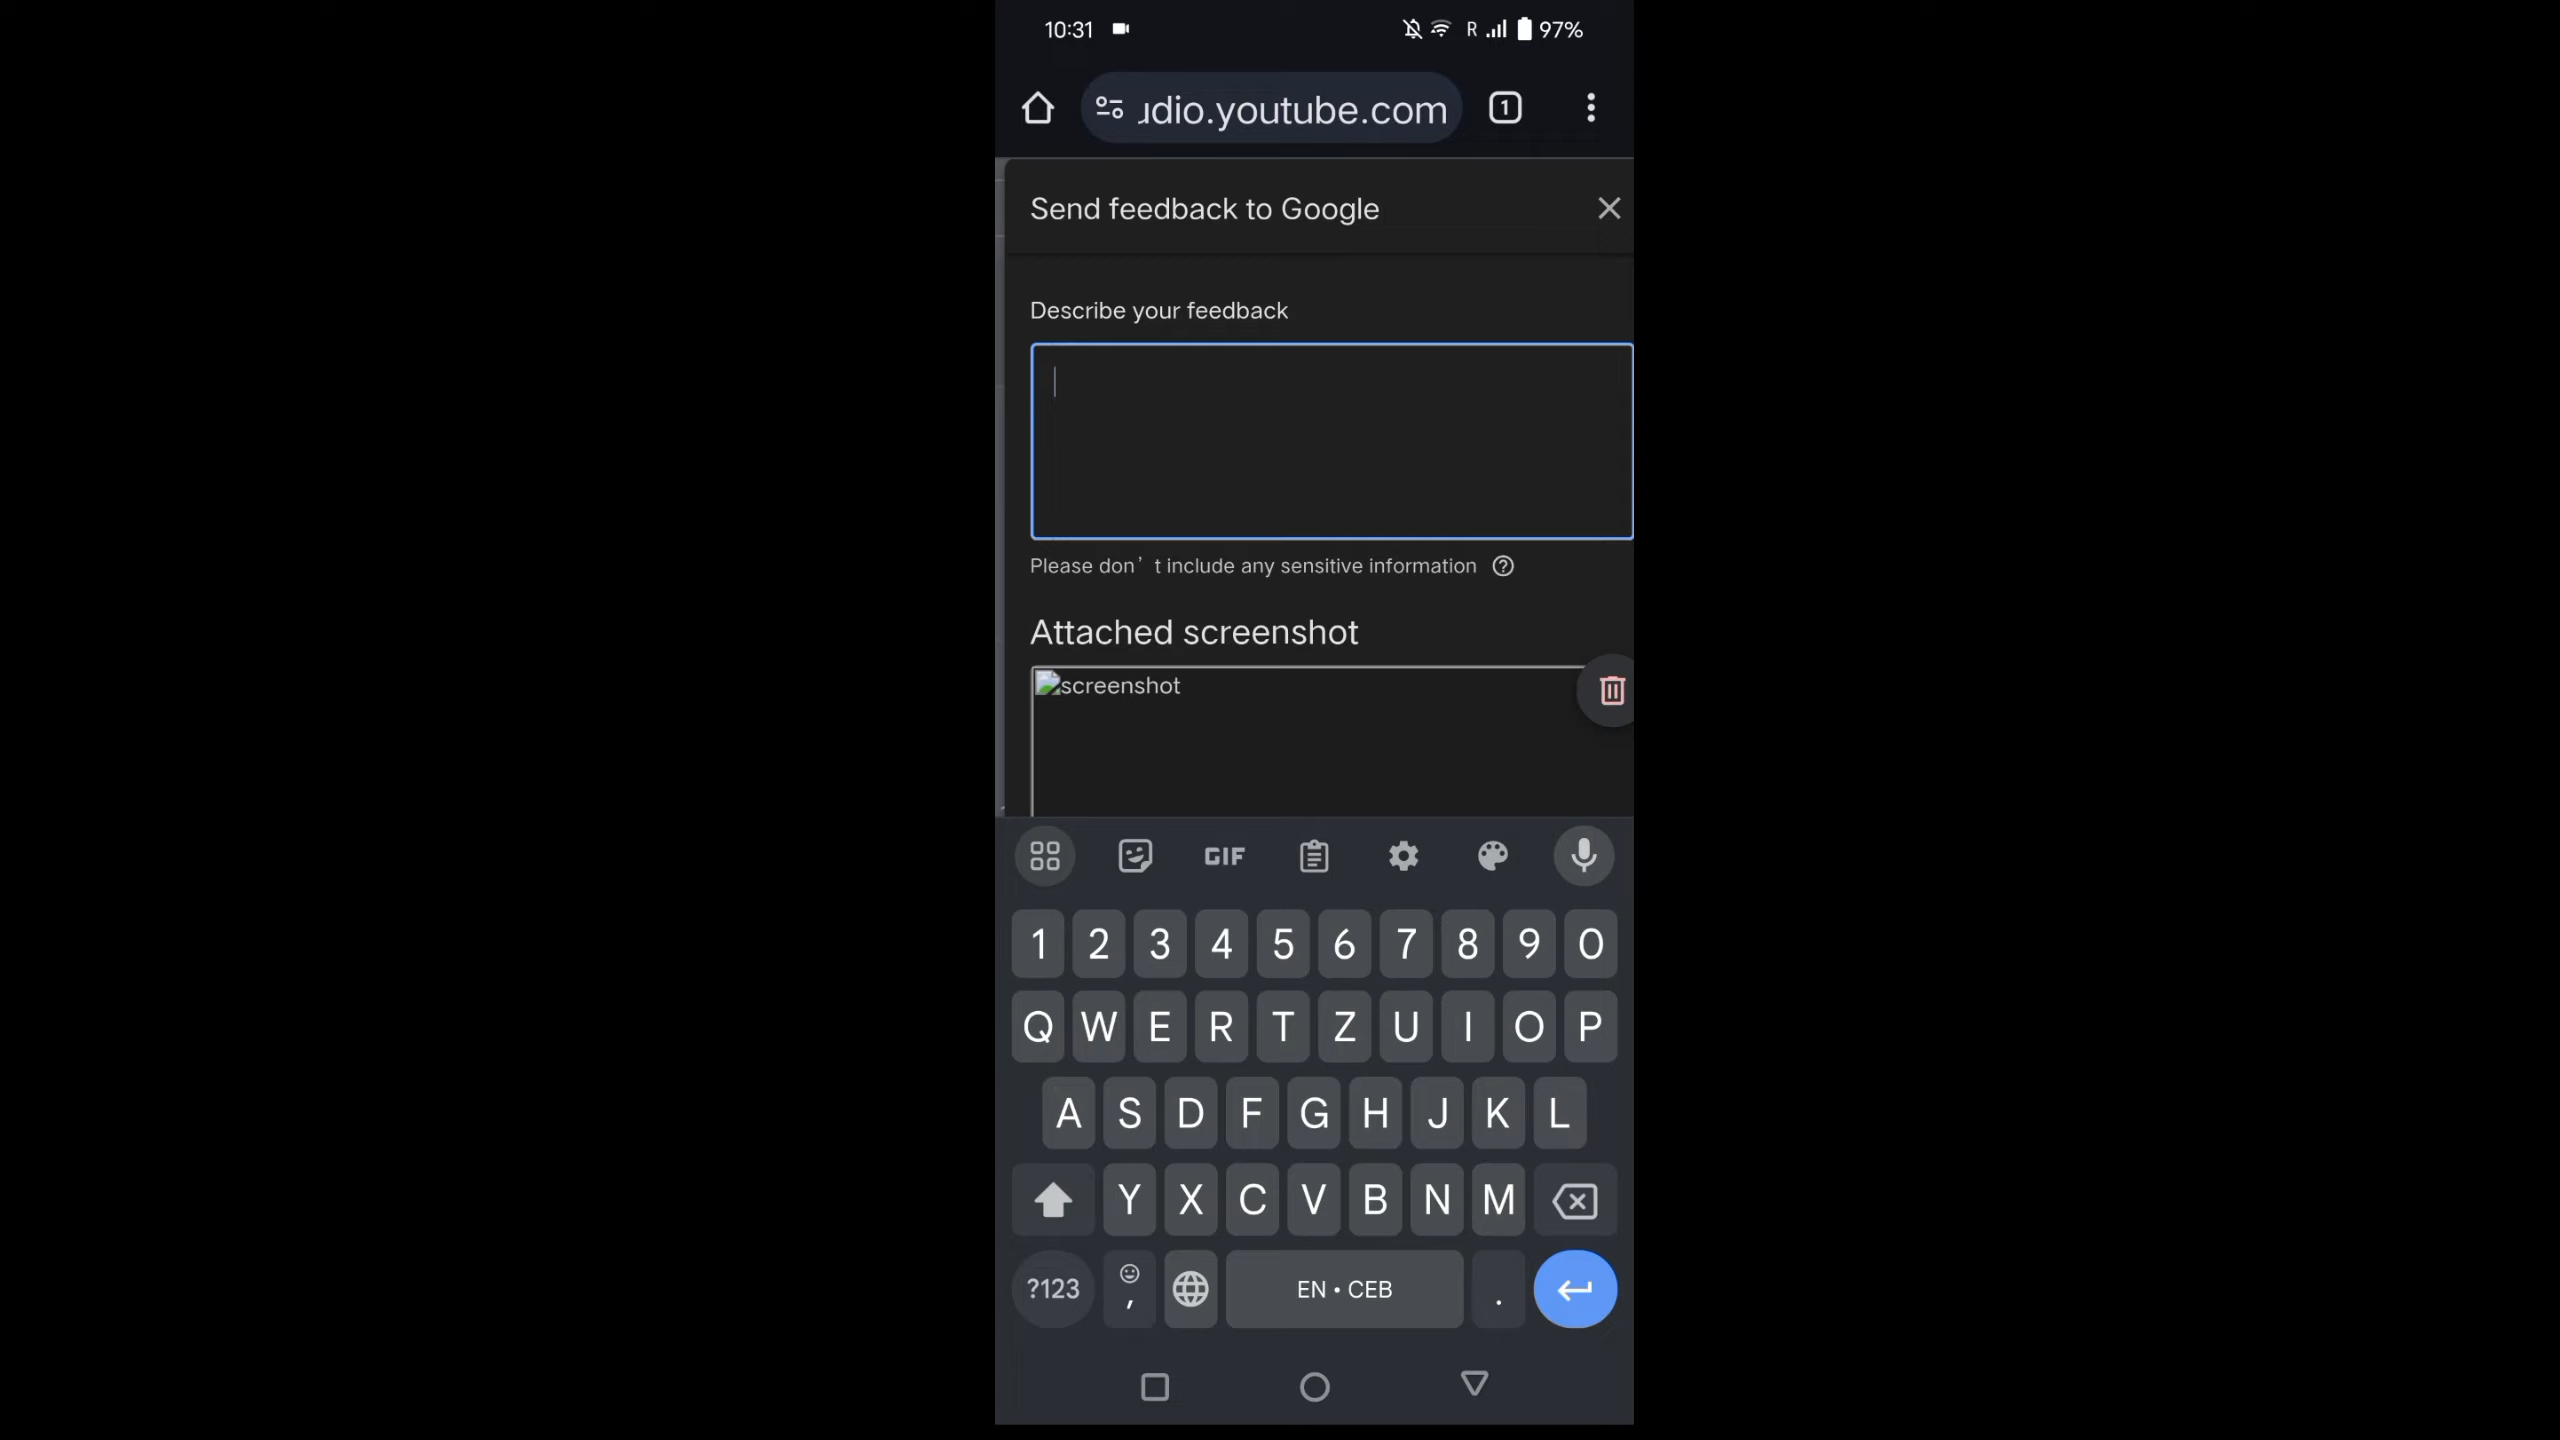 10:31 R 97%
udio.youtube.com 1
Send feedback to Google
Describe your feedback
Please don’ t include any sensitive information
Attached screenshot
screenshot
GIF
1 2 3 4 5 6 7 8 9 0
Q W E R T Z U I O P
A S D F G H J K L
Y X C V B N M
?123 , EN • CEB .